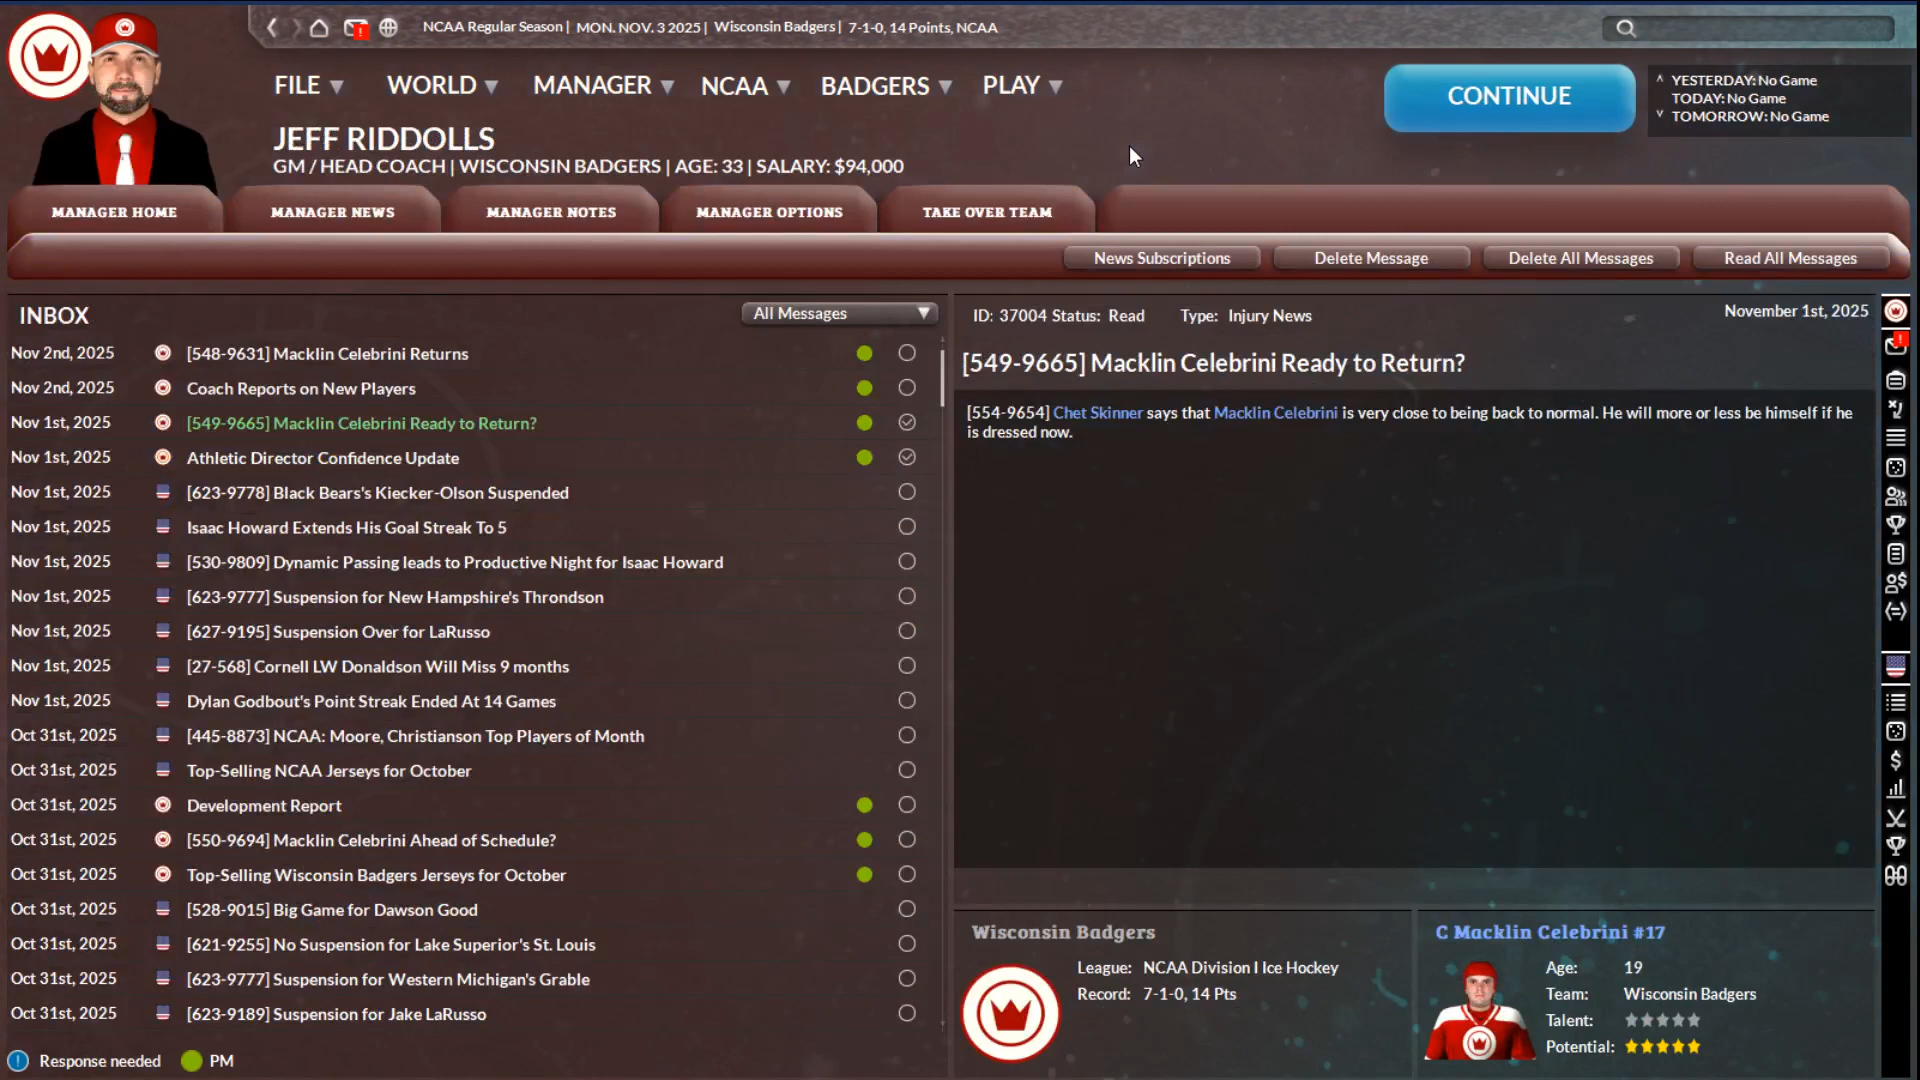 NCAA Regular Season | MON. NOV. 3 2025 | Wisconsin Badgers | 7-1-0, 14 Points, NCAA
FILE ▼ WORLD ▼ MANAGER ▼ NCAA ▼ BADGERS ▼ PLAY ▼
CONTINUE
YESTERDAY: No Game
TODAY: No Game
TOMORROW: No Game
JEFF RIDDOLLS
GM / HEAD COACH | WISCONSIN BADGERS | AGE: 33 | SALARY: $94,000
MANAGER HOME MANAGER NEWS MANAGER NOTES MANAGER OPTIONS TAKE OVER TEAM
News Subscriptions Delete Message Delete All Messages Read All Messages
INBOX All Messages ▼
Nov 2nd, 2025 [548-9631] Macklin Celebrini Returns
Nov 2nd, 2025 Coach Reports on New Players
Nov 1st, 2025 [549-9665] Macklin Celebrini Ready to Return?
Nov 1st, 2025 Athletic Director Confidence Update
Nov 1st, 2025 [623-9778] Black Bears's Kiecker-Olson Suspended
Nov 1st, 2025 Isaac Howard Extends His Goal Streak To 5
Nov 1st, 2025 [530-9809] Dynamic Passing leads to Productive Night for Isaac Howard
Nov 1st, 2025 [623-9777] Suspension for New Hampshire's Throndson
Nov 1st, 2025 [627-9195] Suspension Over for LaRusso
Nov 1st, 2025 [27-568] Cornell LW Donaldson Will Miss 9 months
Nov 1st, 2025 Dylan Godbout's Point Streak Ended At 14 Games
Oct 31st, 2025 [445-8873] NCAA: Moore, Christianson Top Players of Month
Oct 31st, 2025 Top-Selling NCAA Jerseys for October
Oct 31st, 2025 Development Report
Oct 31st, 2025 [550-9694] Macklin Celebrini Ahead of Schedule?
Oct 31st, 2025 Top-Selling Wisconsin Badgers Jerseys for October
Oct 31st, 2025 [528-9015] Big Game for Dawson Good
Oct 31st, 2025 [621-9255] No Suspension for Lake Superior's St. Louis
Oct 31st, 2025 [623-9777] Suspension for Western Michigan's Grable
Oct 31st, 2025 [623-9189] Suspension for Jake LaRusso
Response needed PM
ID: 37004 Status: Read Type: Injury News November 1st, 2025
[549-9665] Macklin Celebrini Ready to Return?
[554-9654] Chet Skinner says that Macklin Celebrini is very close to being back to normal. He will more or less be himself if he
is dressed now.
Wisconsin Badgers
League: NCAA Division I Ice Hockey
Record: 7-1-0, 14 Pts
C Macklin Celebrini #17
Age: 19
Team: Wisconsin Badgers
Talent: ★★★★★
Potential: ★★★★★